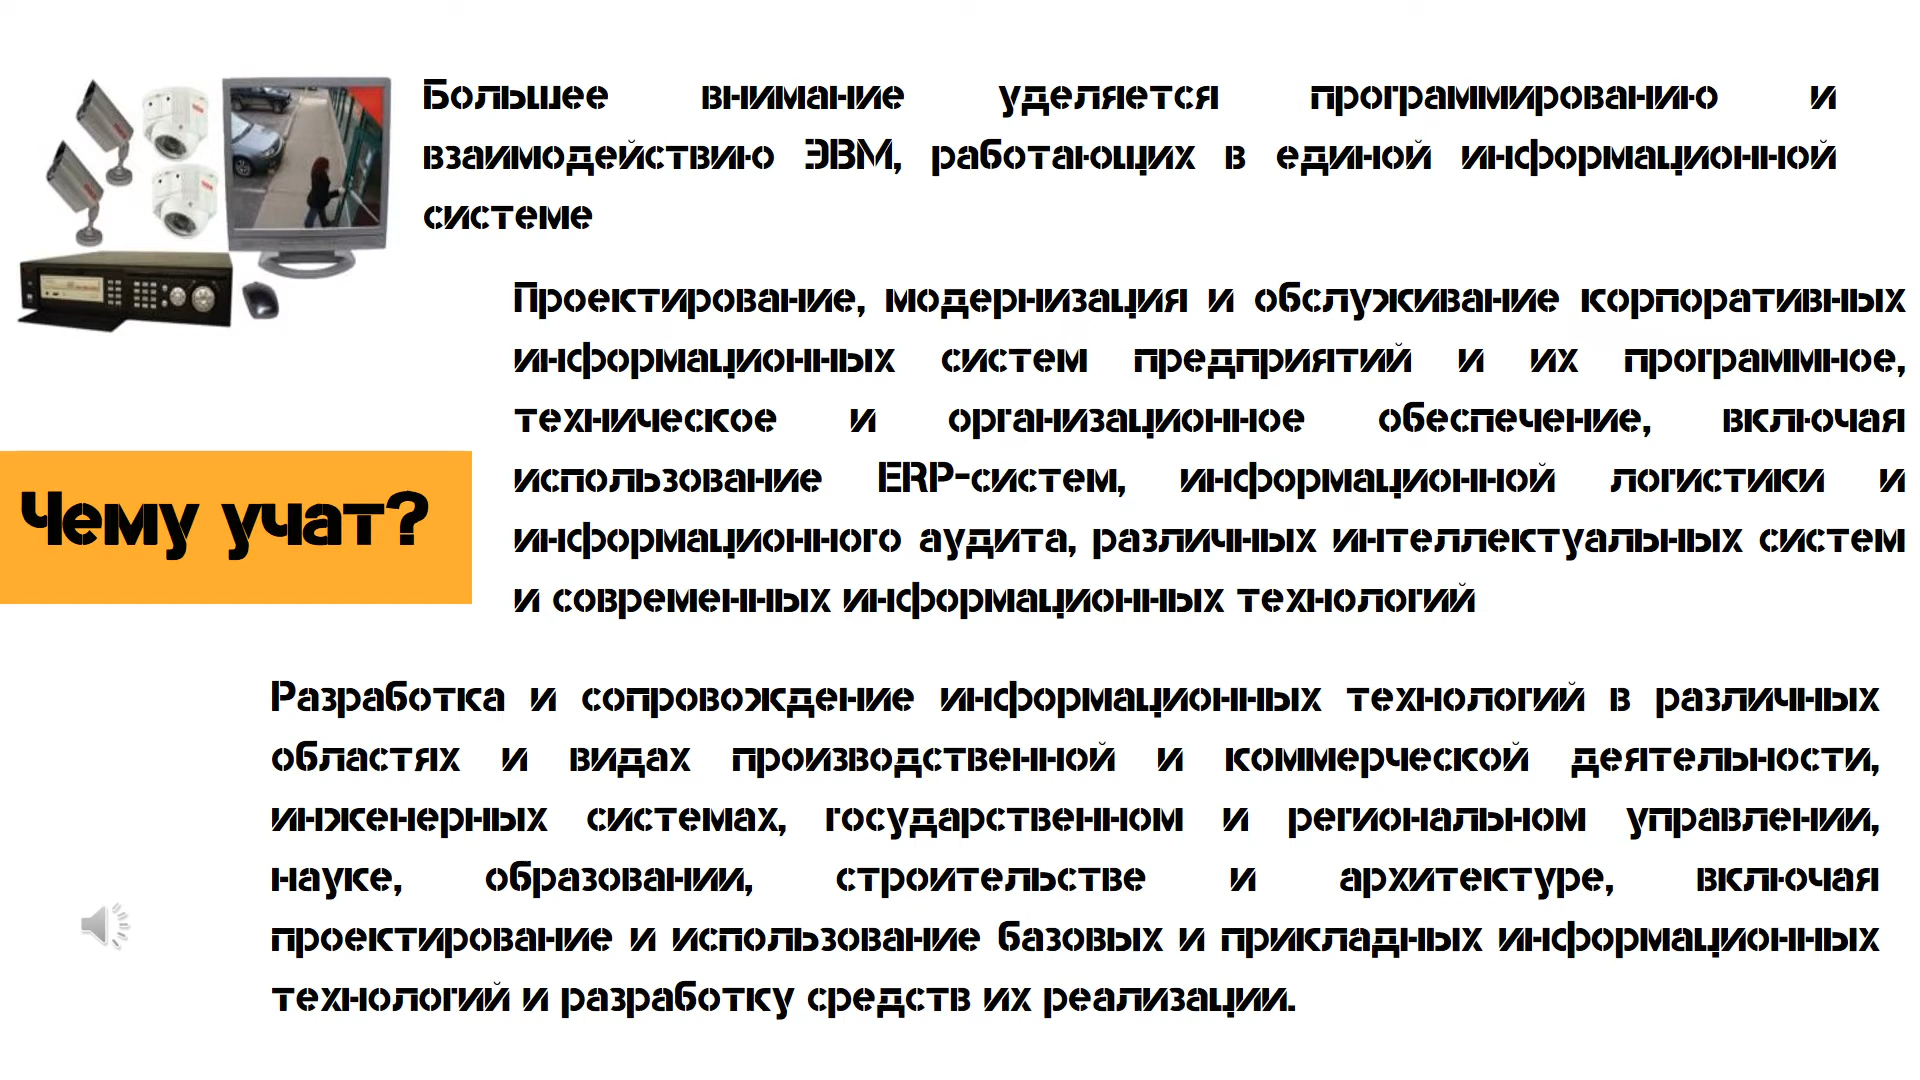 Большее внимание уделяется программированию и
взаимодействию ЭВМ, работающих в единой информационной
системе
Проектирование, модернизация и обслуживание корпоративных
информационных систем предприятий и их программное,
техническое и организационное обеспечение, включая
использование ERP-систем, информационной логистики и
информационного аудита, различных интеллектуальных систем
и современных информационных технологий
Чему учат?
Разработка и сопровождение информационных технологий в различных
областях и видах производственной и коммерческой деятельности,
инженерных системах, государственном и региональном управлении,
науке, образовании, строительстве и архитектуре, включая
проектирование и использование базовых и прикладных информационных
технологий и разработку средств их реализации.